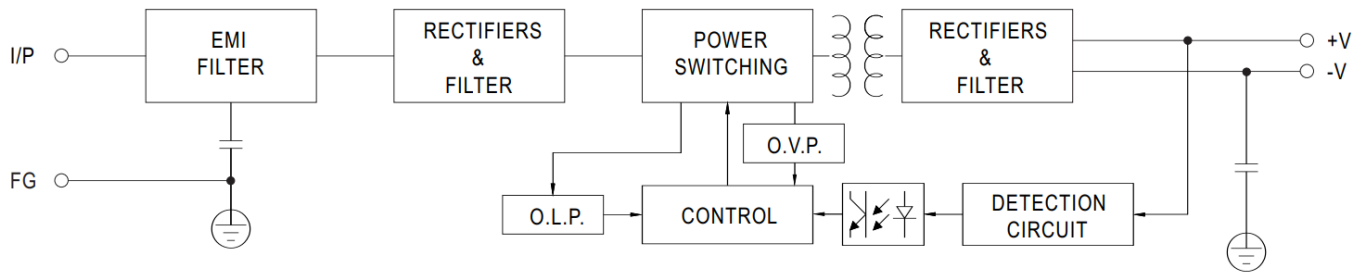 I/P
EMI
FILTER
RECTIFIERS
&
FILTER
POWER
SWITCHING
RECTIFIERS
&
FILTER
+V
-V
O.V.P.
FG
O.L.P.
CONTROL
DETECTION
CIRCUIT